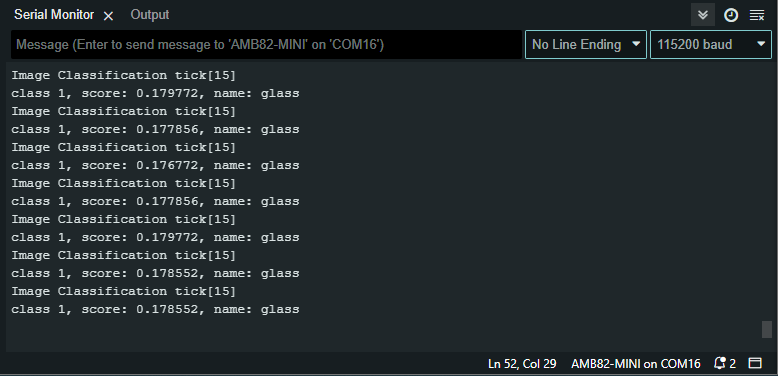 Serial Monitor Output
Message (Enter to send message to 'AMB82-MINI' on 'COM16') No Line Ending 115200 baud
Image Classification tick[15]
class 1, score: 0.179772, name: glass
Image Classification tick[15]
class 1, score: 0.177856, name: glass
Image Classification tick[15]
class 1, score: 0.176772, name: glass
Image Classification tick[15]
class 1, score: 0.177856, name: glass
Image Classification tick[15]
class 1, score: 0.179772, name: glass
Image Classification tick[15]
class 1, score: 0.178552, name: glass
Image Classification tick[15]
class 1, score: 0.178552, name: glass
Ln 52, Col 29 AMB82-MINI on COM16 2